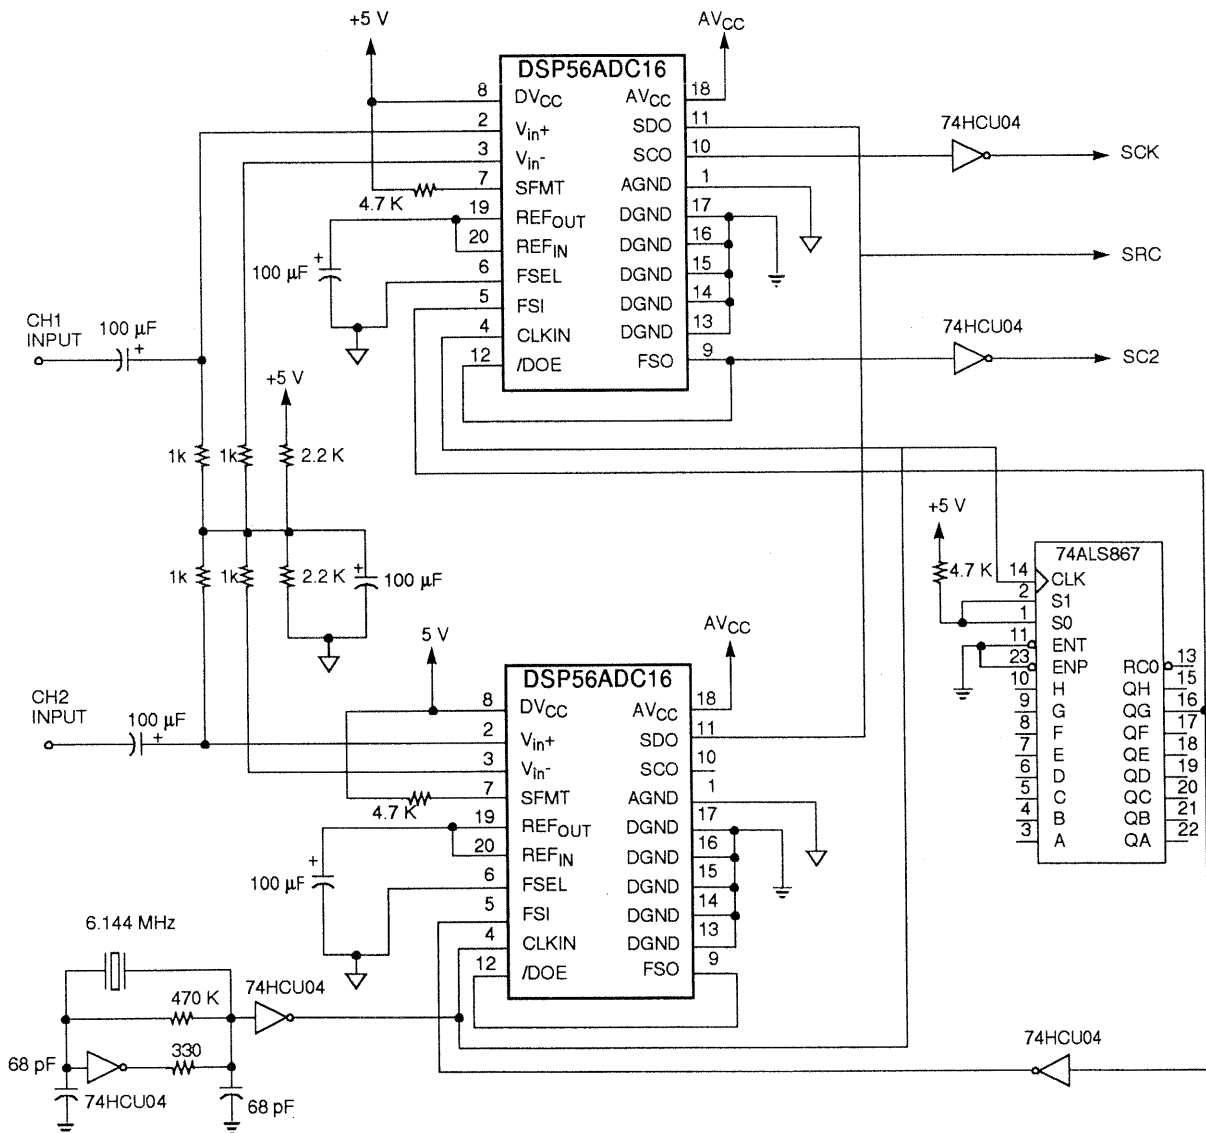 +5 V
AVCC
DSP56ADC16
8 DVCC AVCC 18
2 Vin+ SDO 11
3 Vin- SCO 10
7 SFMT AGND 1
19 REFOUT DGND 17
20 REFIN DGND 16
6 FSEL DGND 15
5 FSI DGND 14
4 CLKIN DGND 13
12 /DOE FSO 9
4.7 K
+
100 µF
74HCU04
SCK
SRC
74HCU04
SC2
CH1
INPUT
100 µF
+
+5 V
1k 1k 2.2 K
1k 1k 2.2 K
+
100 µF
+5 V
4.7 K
74ALS867
14 CLK
2 S1
1 S0
11 ENT
23 ENP RC0 13
10 H QH 15
9 G QG 16
8 F QF 17
7 E QE 18
6 D QD 19
5 C QC 20
4 B QB 21
3 A QA 22
5 V
AVCC
CH2
INPUT
100 µF
+
DSP56ADC16
8 DVCC AVCC 18
2 Vin+ SDO 11
3 Vin- SCO 10
7 SFMT AGND 1
19 REFOUT DGND 17
20 REFIN DGND 16
6 FSEL DGND 15
5 FSI DGND 14
4 CLKIN DGND 13
12 /DOE FSO 9
4.7 K
+
100 µF
6.144 MHz
470 K
74HCU04
330
68 pF
74HCU04
68 pF
74HCU04